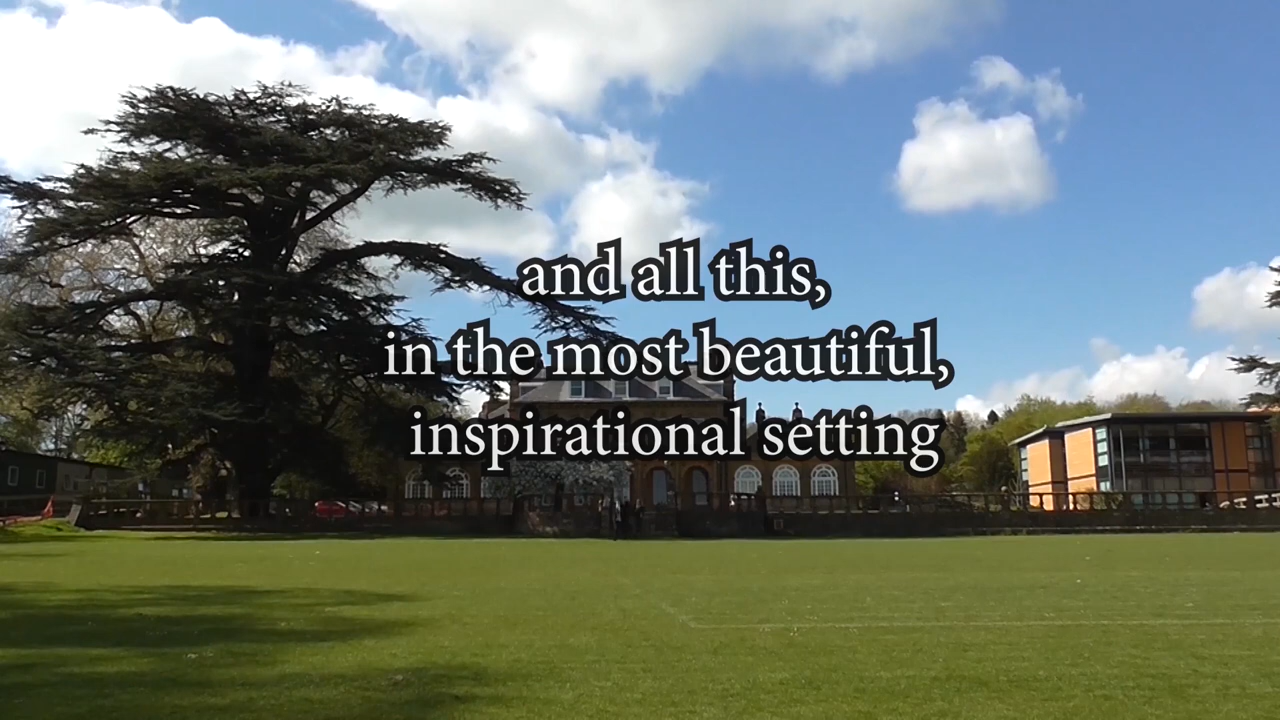 and all this,
in the most beautiful,
inspirational setting